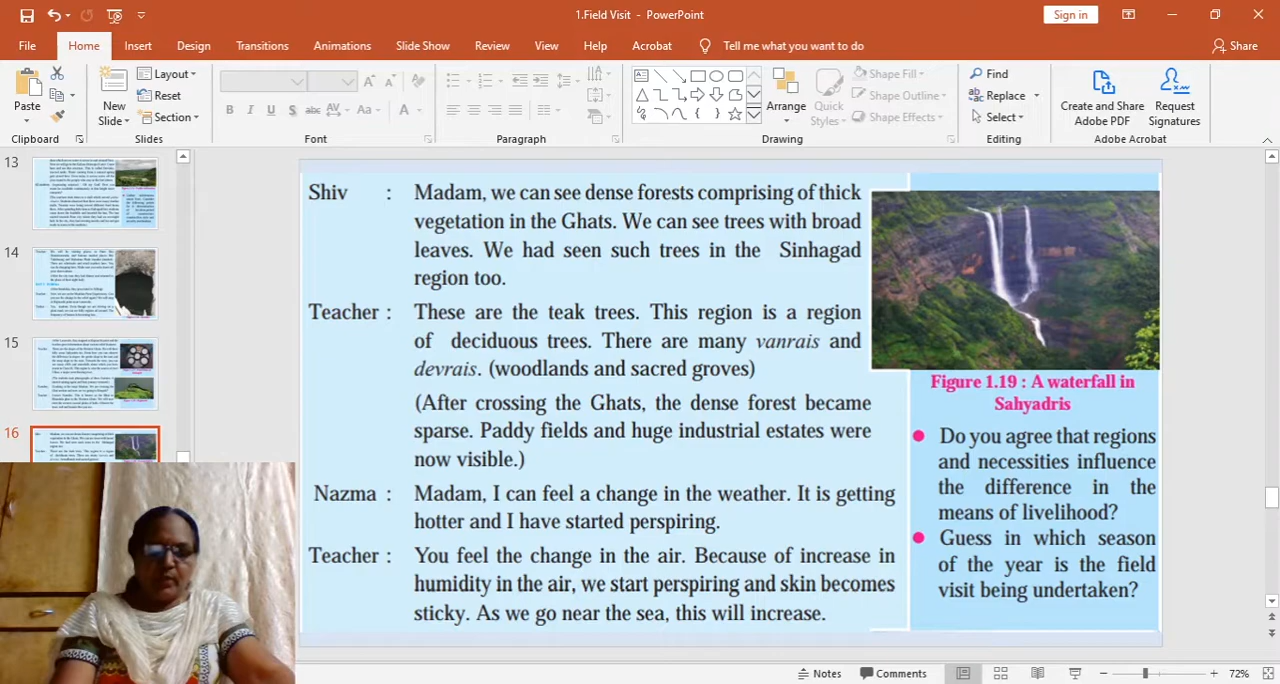 1.Field Visit - PowerPoint
Sign in
File Home Insert Design Transitions Animations Slide Show Review View Help Acrobat Tell me what you want to do Share
Paste
New Slide
Layout
Reset
Section
B I U S abc AV Aa A
Arrange
Quick Styles
Shape Fill
Shape Outline
Shape Effects
Find
Replace
Select
Create and Share Adobe PDF
Request Signatures
Clipboard Slides Font Paragraph Drawing Editing Adobe Acrobat
13
14
15
16
Shiv : Madam, we can see dense forests comprising of thick
vegetation in the Ghats. We can see trees with broad
leaves. We had seen such trees in the Sinhagad
region too.
Teacher : These are the teak trees. This region is a region
of deciduous trees. There are many vanrais and
devrais. (woodlands and sacred groves)
(After crossing the Ghats, the dense forest became
sparse. Paddy fields and huge industrial estates were
now visible.)
Nazma : Madam, I can feel a change in the weather. It is getting
hotter and I have started perspiring.
Teacher : You feel the change in the air. Because of increase in
humidity in the air, we start perspiring and skin becomes
sticky. As we go near the sea, this will increase.
Figure 1.19 : A waterfall in
Sahyadris
Do you agree that regions
and necessities influence
the difference in the
means of livelihood?
Guess in which season
of the year is the field
visit being undertaken?
Notes Comments 72%